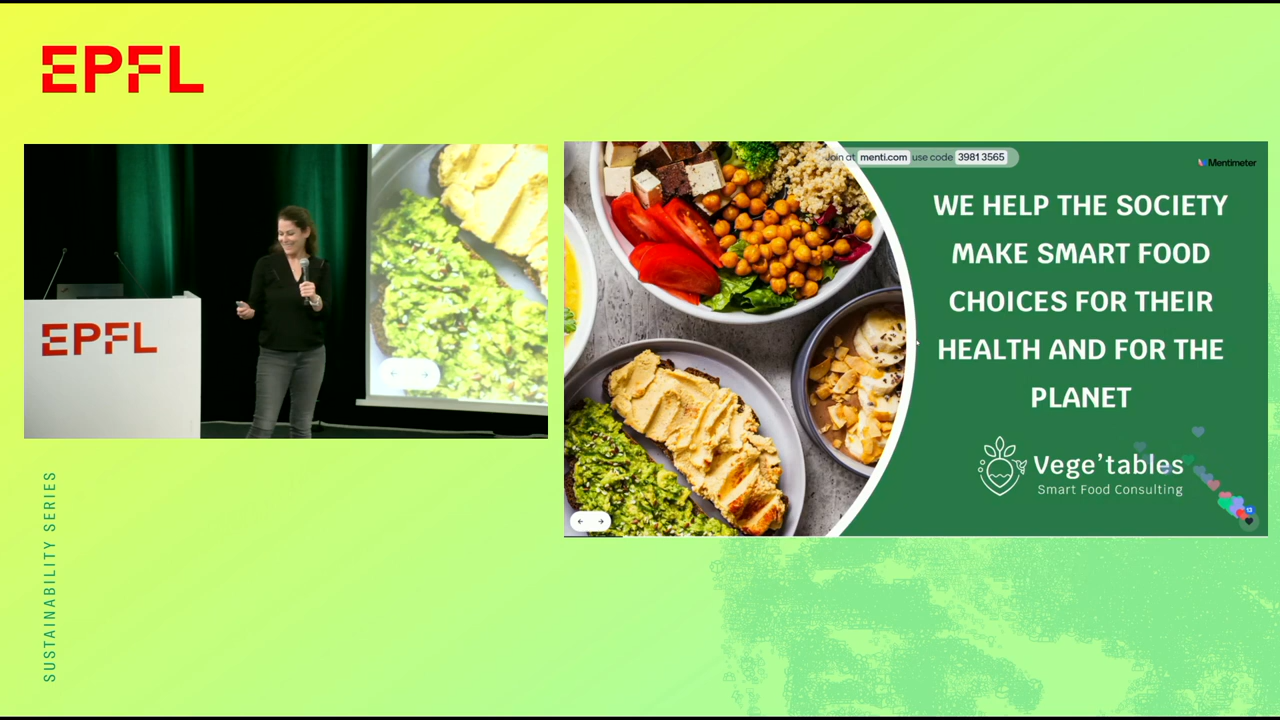 EPFL
EPFL
Join at menti.com use code 3981 3565
Mentimeter
WE HELP THE SOCIETY
MAKE SMART FOOD
CHOICES FOR THEIR
HEALTH AND FOR THE
PLANET
Vege'tables
Smart Food Consulting
13
SUSTAINABILITY SERIES